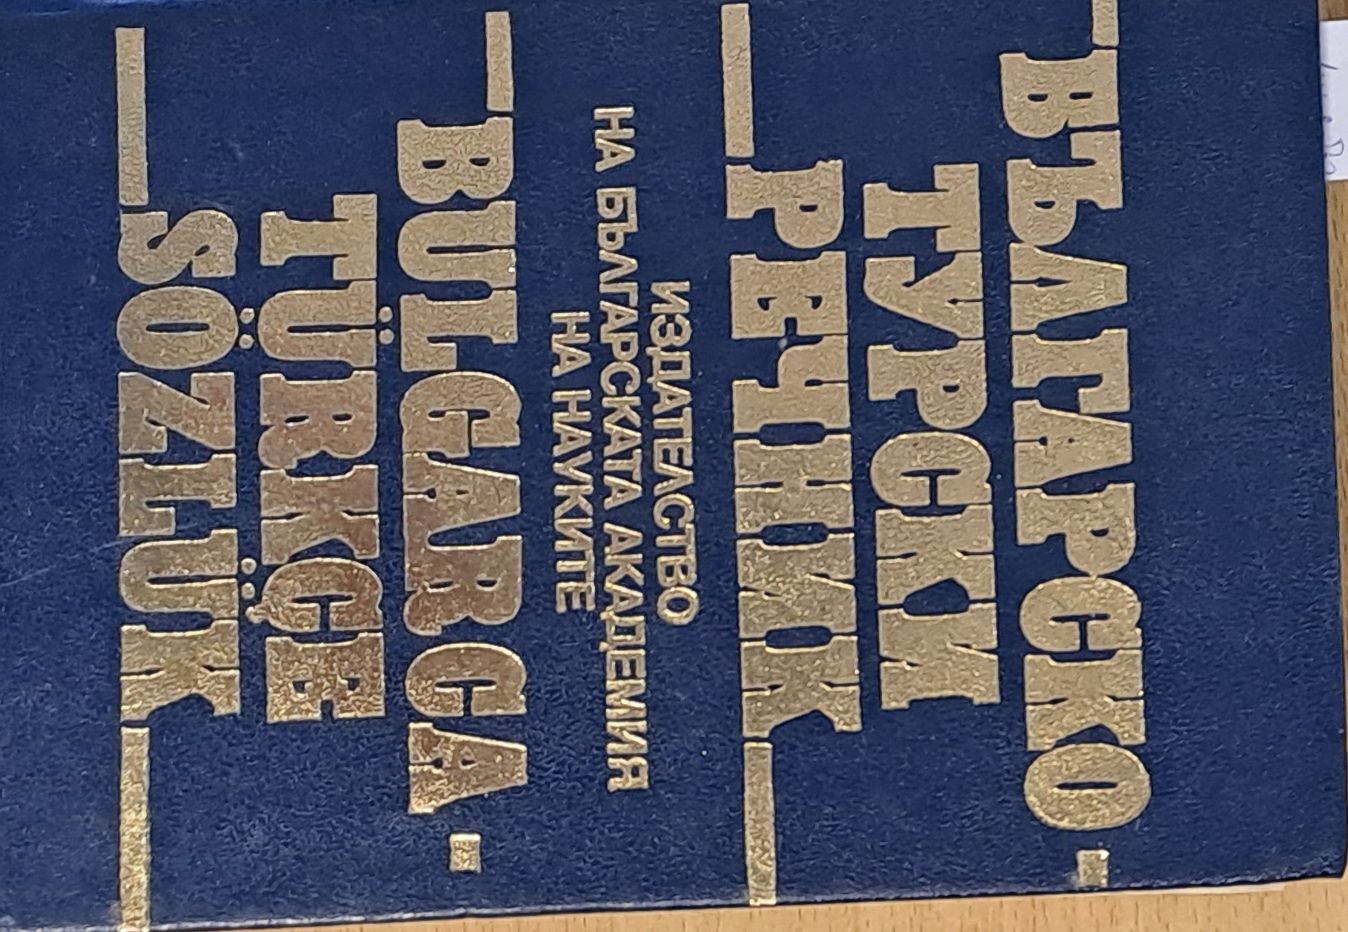 БЪЛГАРСКО-
ТУРСКИ
РЕЧНИК
ИЗДАТЕЛСТВО
НА БЪЛГАРСКАТА АКАДЕМИЯ
НА НАУКИТЕ
BULGARCA-
TÜRKÇE
SÖZLÜK